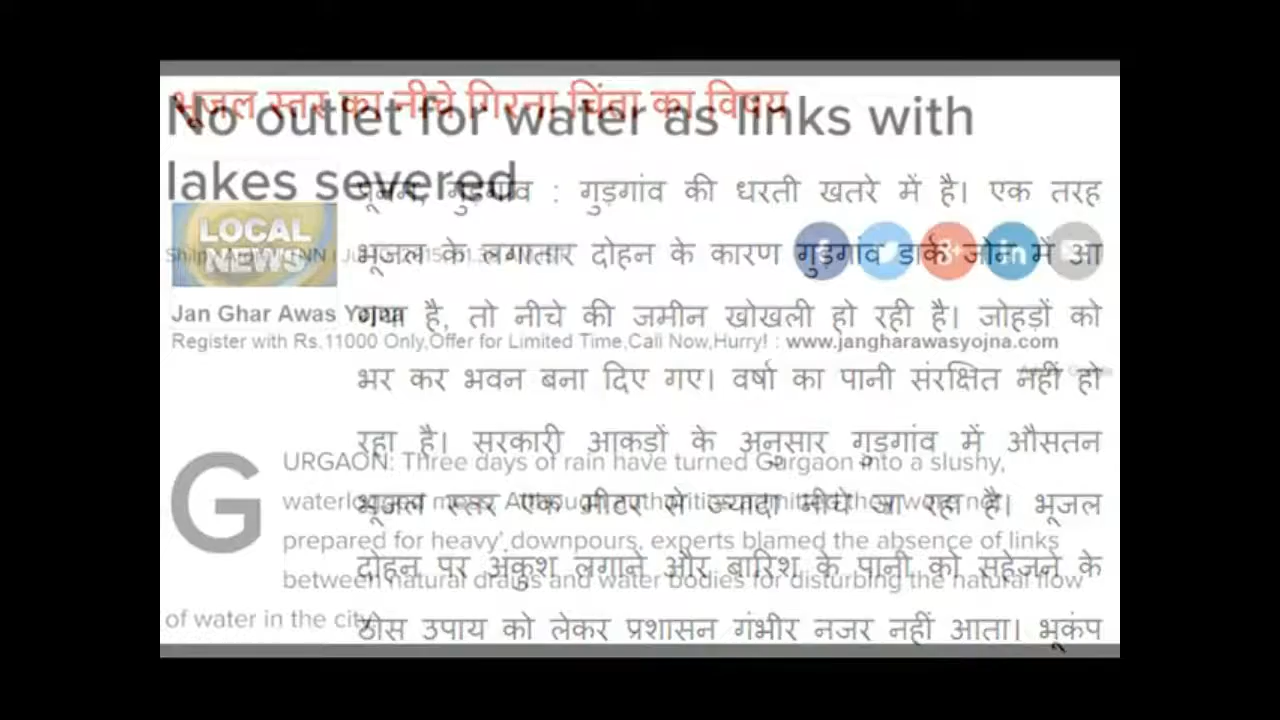 भूजल स्तर का नीचे गिरना चिंता का विषय
No outlet for water as links with
lakes severed
गुड़गांव : गुड़गांव की धरती खतरे में है। एक तरह
LOCAL
NEWS
भूजल के लगातार दोहन के कारण गुड़गांव डार्क जोन में आ
Jan Ghar Awas Yojna
गया है, तो नीचे की जमीन खोखली हो रही है। जोहड़ों को
Register with Rs.11000 Only,Offer for Limited Time,Call Now,Hurry! : www.jangharawasyojna.com
भर कर भवन बना दिए गए। वर्षा का पानी संरक्षित नहीं हो
रहा है। सरकारी आकडों के अनुसार गुड़गांव में औसतन
GURGAON: Three days of rain have turned Gurgaon into a slushy,
भूजल स्तर एक मीटर से ज्यादा नीचे जा रहा है। भूजल
prepared for heavy downpours, experts blamed the absence of links
दोहन पर अंकुश लगाने और बारिश के पानी को सहेजने के
between natural drains and water bodies for disturbing the natural flow
of water in the city
ठोस उपाय को लेकर प्रशासन गंभीर नजर नहीं आता। भूकंप